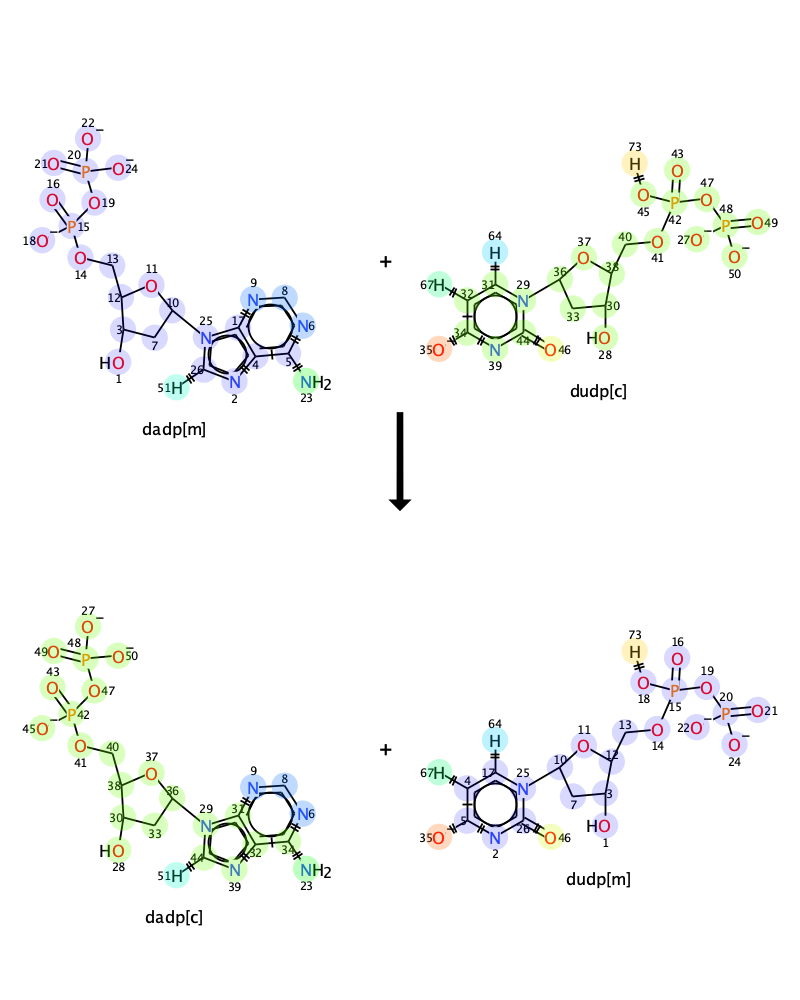 22
O−
20
21O
P
O−
24
16
O
O
19
P
15
18O−
O
14
13
11
O
12
10
3
7
HO
1
9
N
8
25
N
17
N6
26
4
5
N
2
51H
NH2
23
dadp[m]
+
73
H
43
O
47
O
48
O
45
P
42
P
O49
27O−
O−
50
40
O
41
64
H
37
O
38
36
67H
31
29
N
32
33
30
34
44
35O
N
39
O46
HO
28
dudp[c]
27
O−
48
49O
P
O−
50
43
O
O
47
P
42
45O−
O
41
40
37
O
38
36
30
33
HO
28
9
N
8
29
N
31
N6
44
32
34
N
39
51H
NH2
23
dadp[c]
+
73
H
16
O
19
O
20
O
18
P
15
P
O21
22O−
O−
24
13
O
14
64
H
11
O
12
10
67H
17
25
N
4
7
3
5
26
35O
N
2
O46
HO
1
dudp[m]